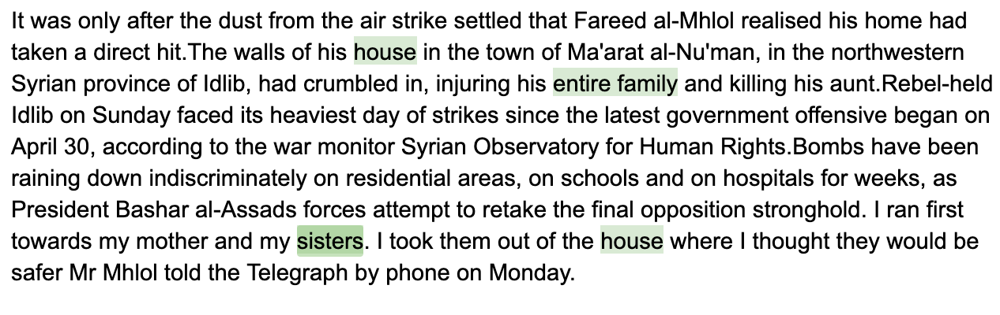 It was only after the dust from the air strike settled that Fareed al-Mhlol realised his home had
taken a direct hit.The walls of his house in the town of Ma'arat al-Nu'man, in the northwestern
Syrian province of Idlib, had crumbled in, injuring his entire family and killing his aunt.Rebel-held
Idlib on Sunday faced its heaviest day of strikes since the latest government offensive began on
April 30, according to the war monitor Syrian Observatory for Human Rights.Bombs have been
raining down indiscriminately on residential areas, on schools and on hospitals for weeks, as
President Bashar al-Assads forces attempt to retake the final opposition stronghold. I ran first
towards my mother and my sisters. I took them out of the house where I thought they would be
safer Mr Mhlol told the Telegraph by phone on Monday.